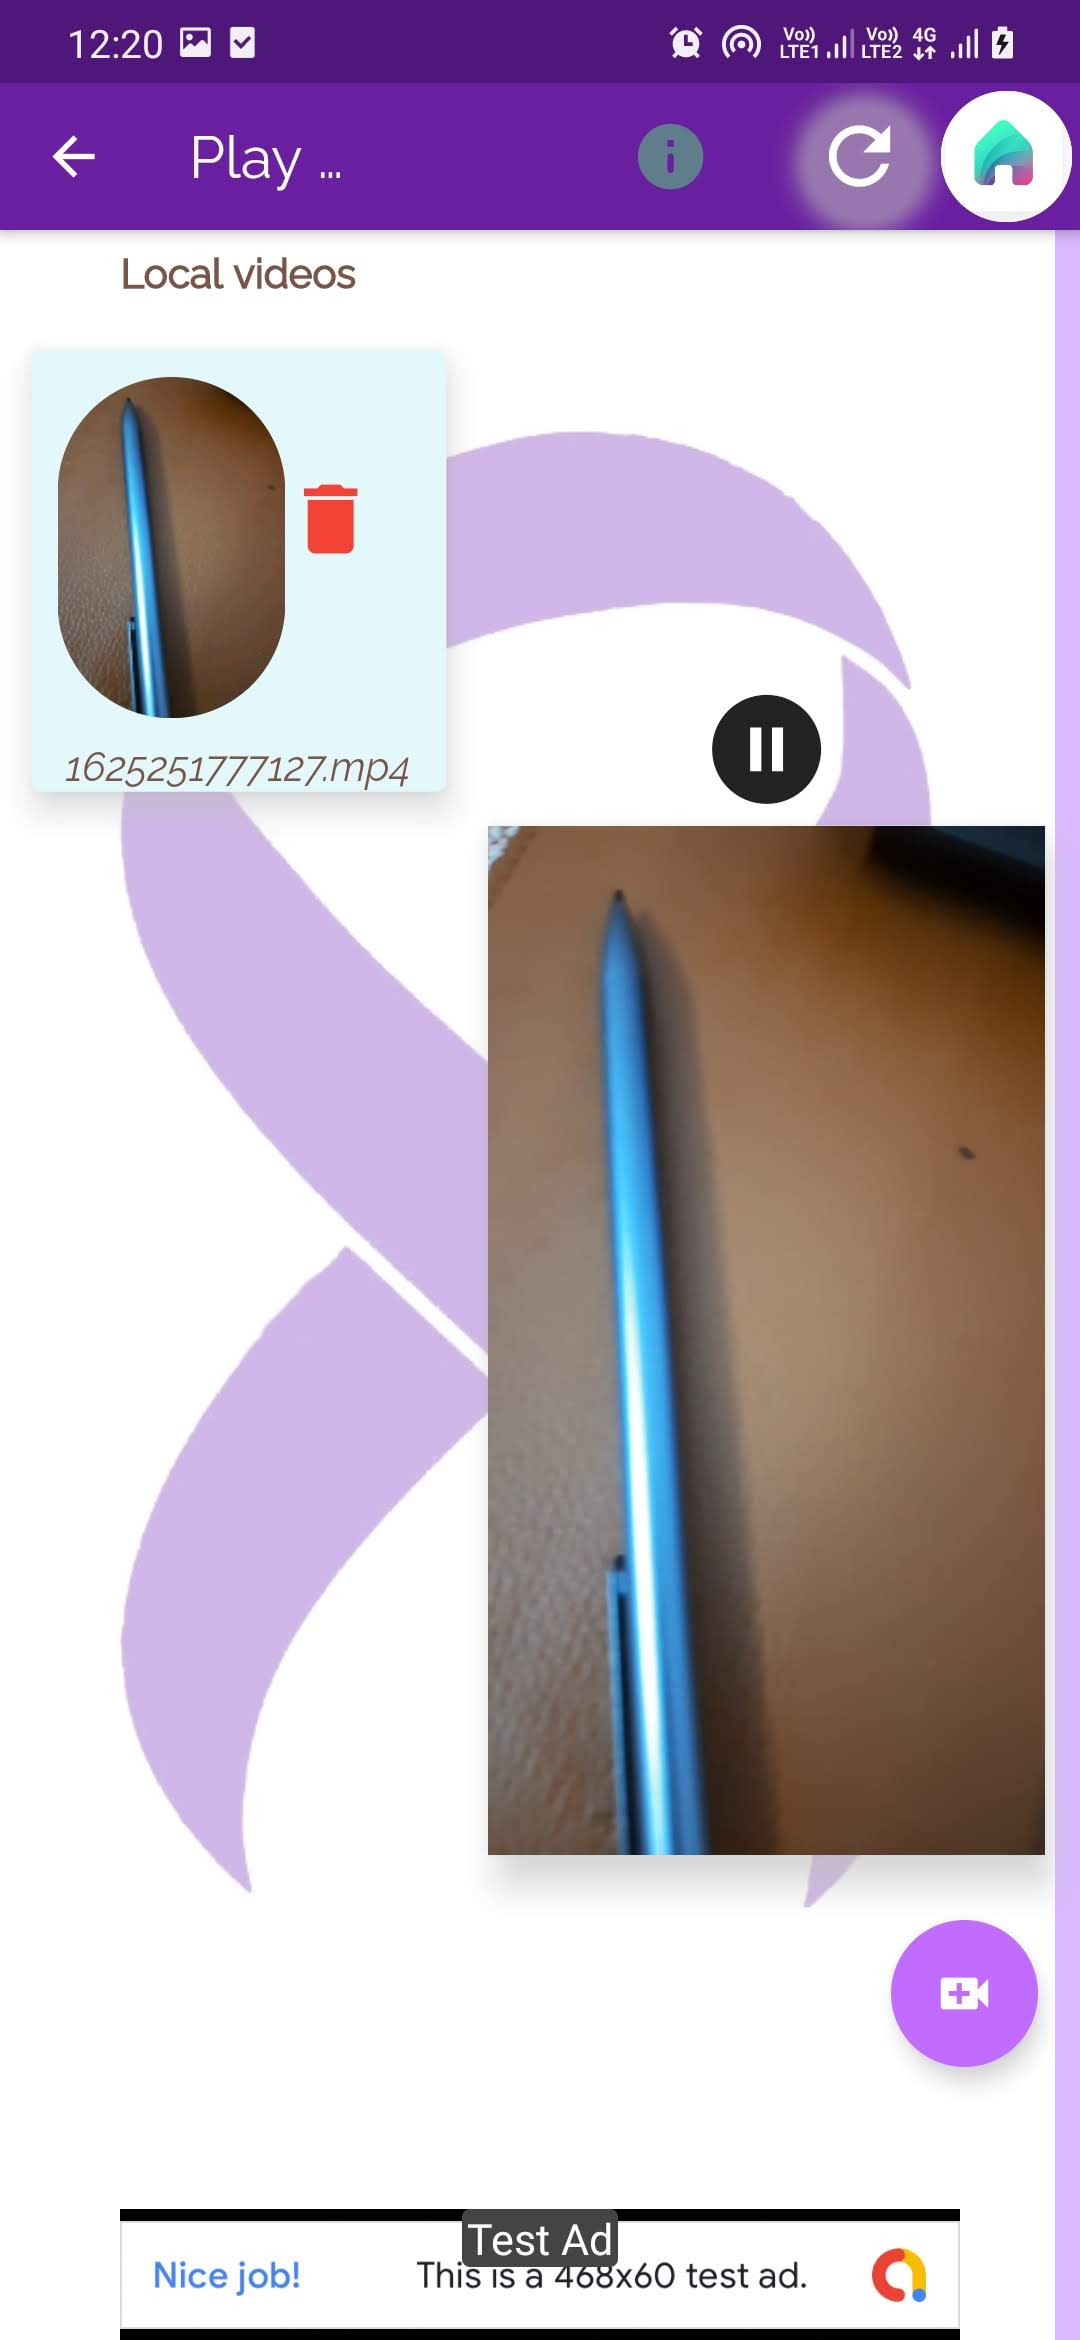 12:20
Vo)) LTE1 Vo)) LTE2 4G
Play ...
Local videos
1625251777127.mp4
Test Ad
Nice job! This is a 468x60 test ad.